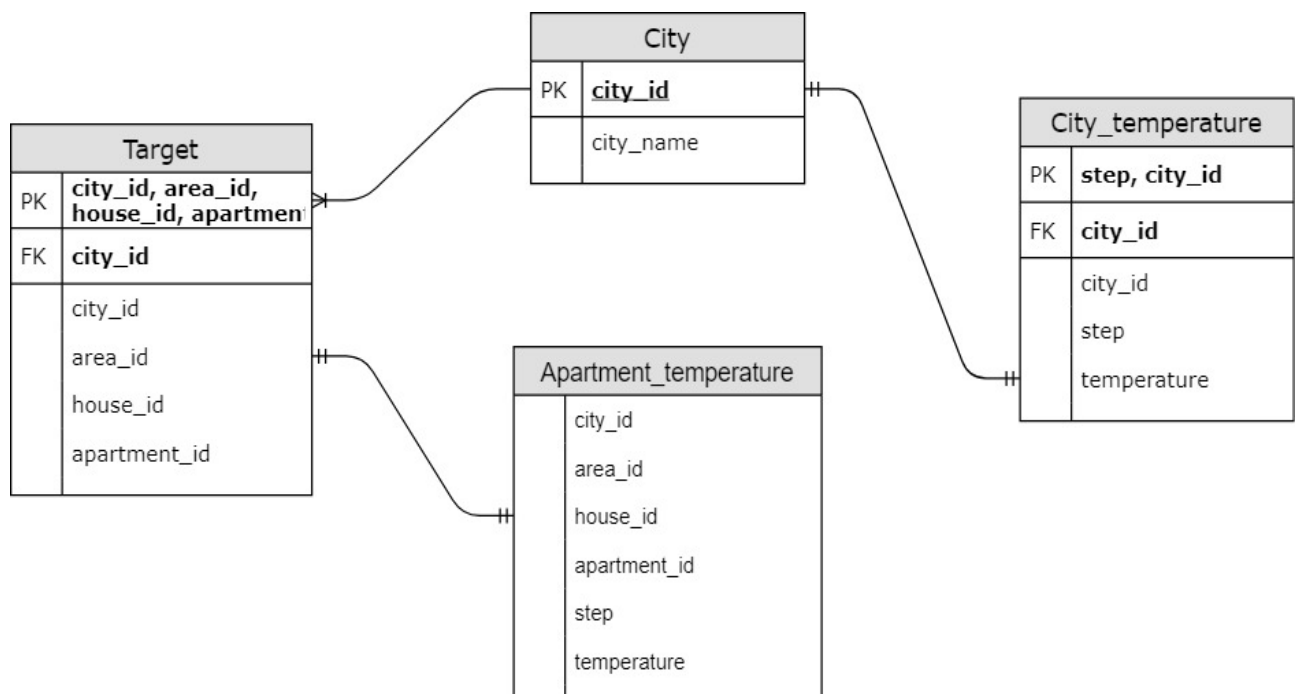 City
PK city_id
city_name
Target
PK city_id, area_id,
house_id, apartment
FK city_id
city_id
area_id
house_id
apartment_id
Apartment_temperature
city_id
area_id
house_id
apartment_id
step
temperature
City_temperature
PK step, city_id
FK city_id
city_id
step
temperature